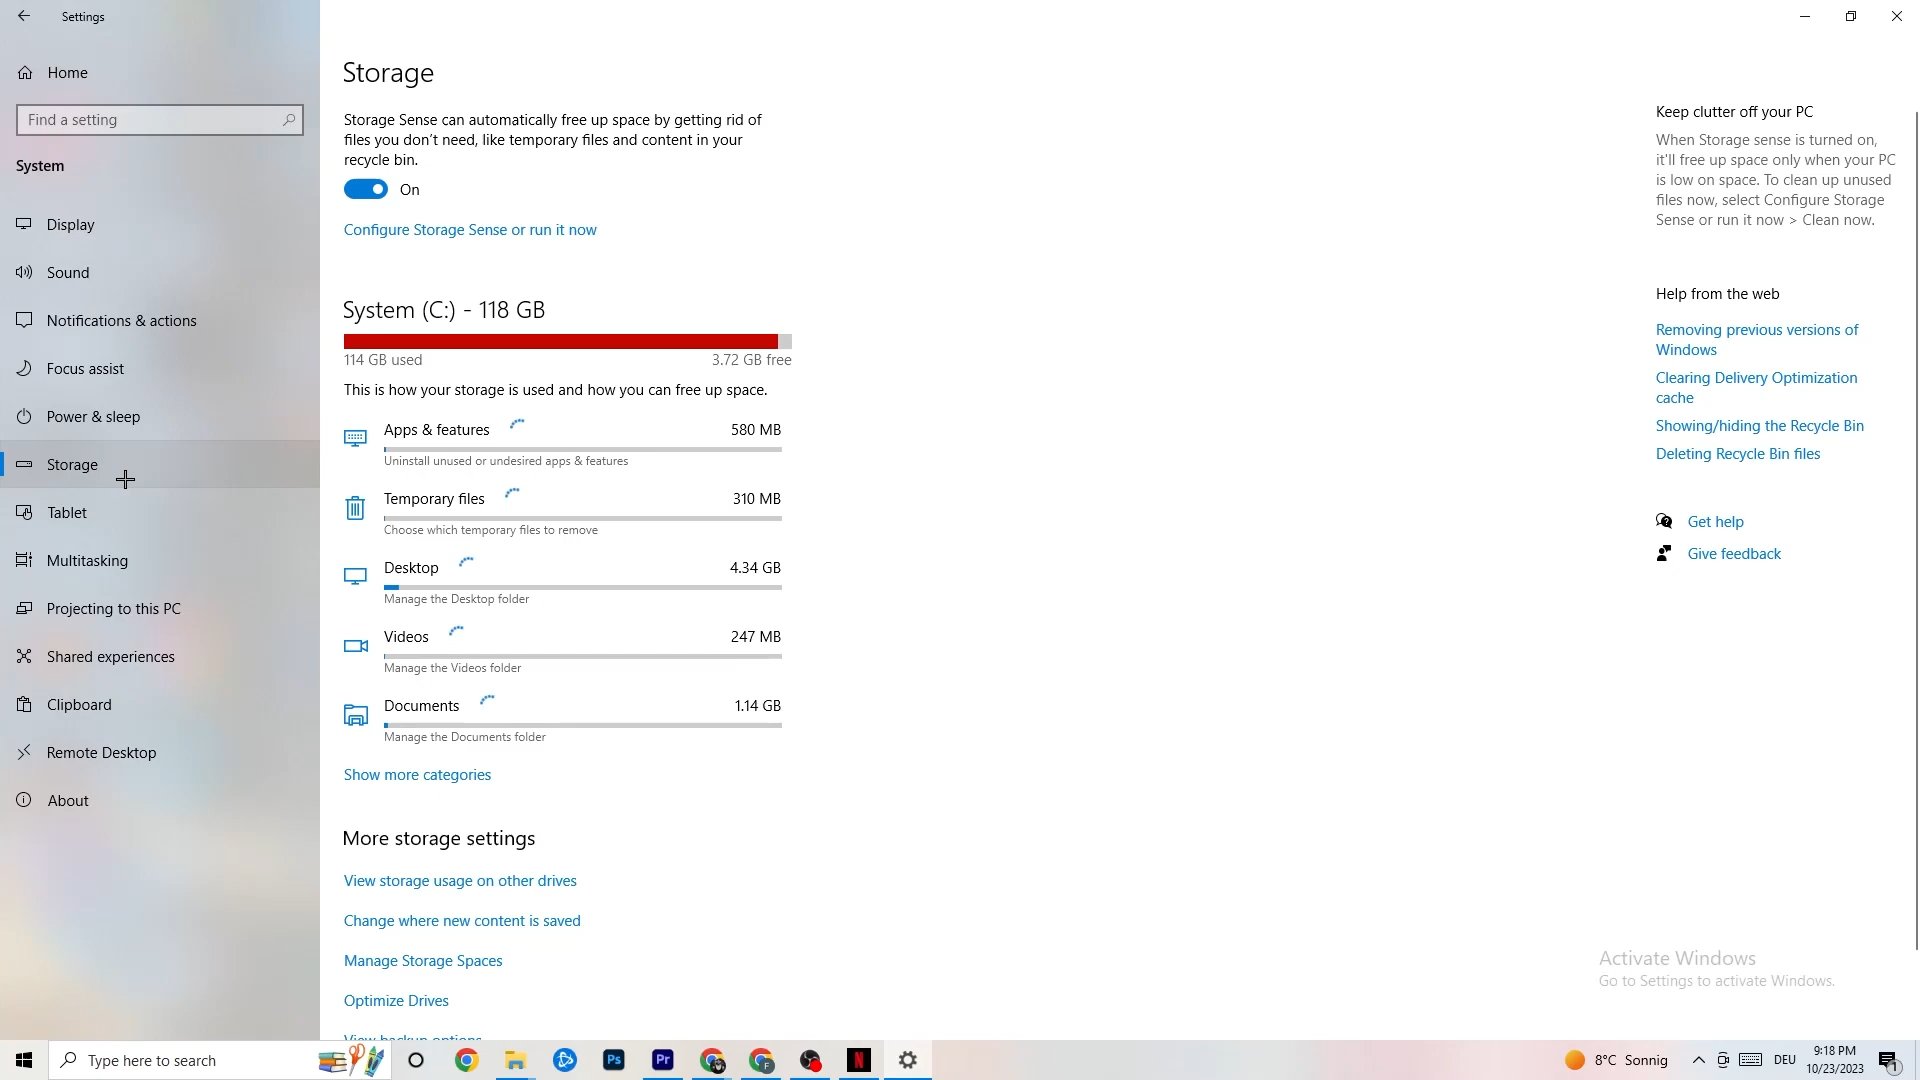 Settings
Home
Find a setting
System
Display
Sound
Notifications & actions
Focus assist
Power & sleep
Storage
Tablet
Multitasking
Projecting to this PC
Shared experiences
Clipboard
Remote Desktop
About
Storage
Storage Sense can automatically free up space by getting rid of
files you don't need, like temporary files and content in your
recycle bin.
On
Configure Storage Sense or run it now
System (C:) - 118 GB
114 GB used
3.72 GB free
This is how your storage is used and how you can free up space.
Apps & features
580 MB
Uninstall unused or undesired apps & features
Temporary files
310 MB
Choose which temporary files to remove
Desktop
4.34 GB
Manage the Desktop folder
Videos
247 MB
Manage the Videos folder
Documents
1.14 GB
Manage the Documents folder
Show more categories
More storage settings
View storage usage on other drives
Change where new content is saved
Manage Storage Spaces
Optimize Drives
View backup options
Keep clutter off your PC
When Storage sense is turned on,
it'll free up space only when your PC
is low on space. To clean up unused
files now, select Configure Storage
Sense or run it now > Clean now.
Help from the web
Removing previous versions of
Windows
Clearing Delivery Optimization
cache
Showing/hiding the Recycle Bin
Deleting Recycle Bin files
Get help
Give feedback
Activate Windows
Go to Settings to activate Windows.
Type here to search
Ps
Pr
F
N
8°C Sonnig
DEU
9:18 PM
10/23/2023
1